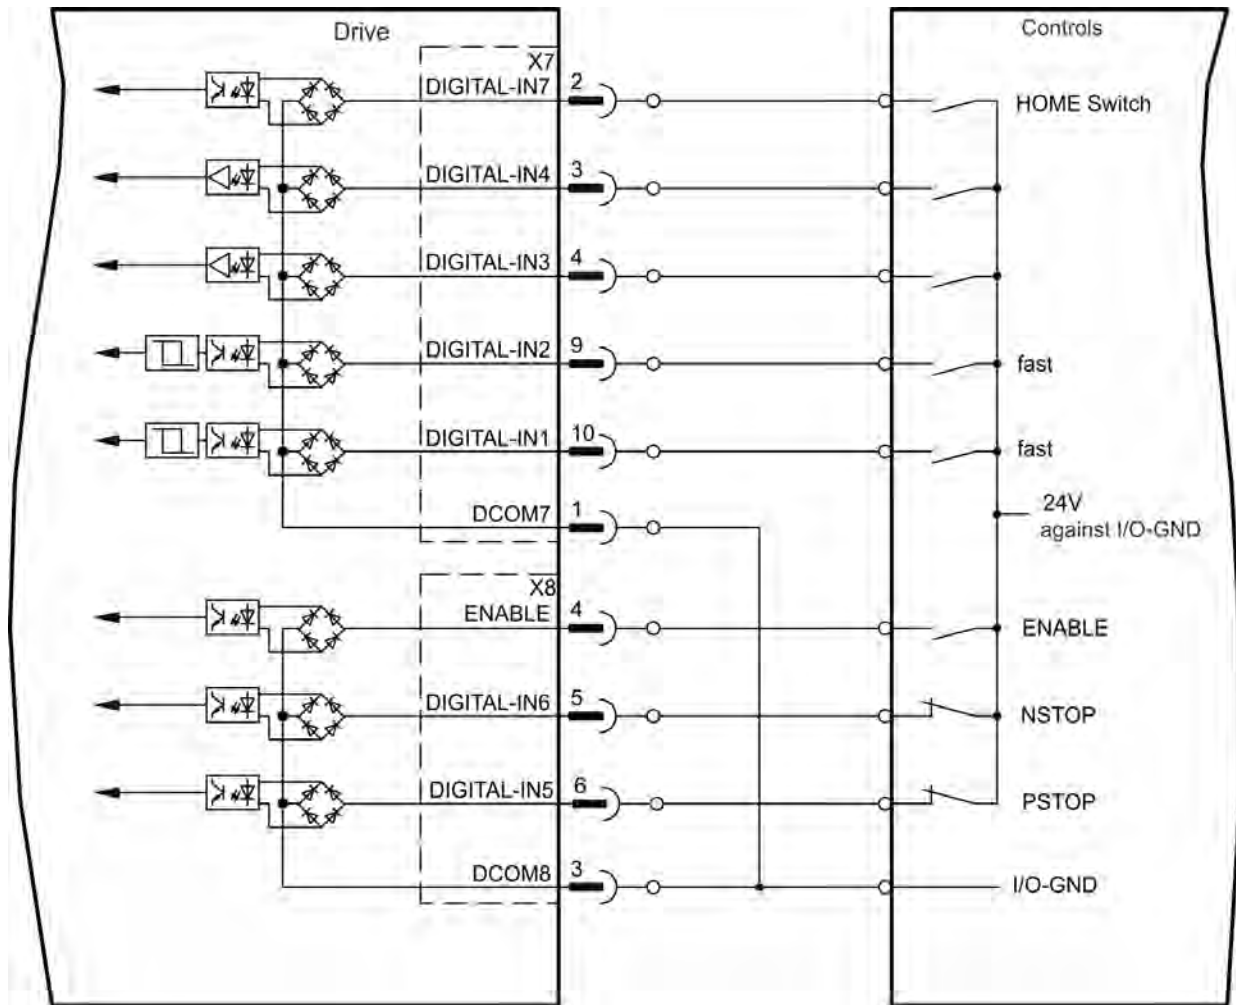 Drive
Controls
X7
DIGITAL-IN7 2
HOME Switch
DIGITAL-IN4 3
DIGITAL-IN3 4
DIGITAL-IN2 9
fast
DIGITAL-IN1 10
fast
DCOM7 1
24V
against I/O-GND
X8
ENABLE 4
ENABLE
DIGITAL-IN6 5
NSTOP
DIGITAL-IN5 6
PSTOP
DCOM8 3
I/O-GND